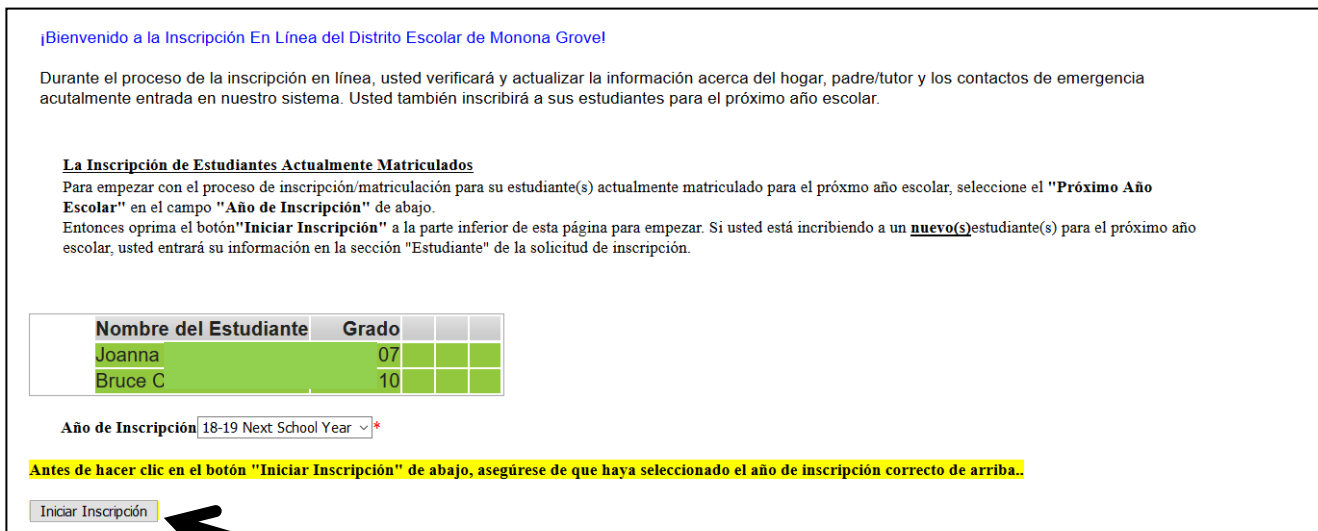 ¡Bienvenido a la Inscripción En Línea del Distrito Escolar de Monona Grove!
Durante el proceso de la inscripción en línea, usted verificará y actualizar la información acerca del hogar, padre/tutor y los contactos de emergencia
acutalmente entrada en nuestro sistema. Usted también inscribirá a sus estudiantes para el próximo año escolar.
La Inscripción de Estudiantes Actualmente Matriculados
Para empezar con el proceso de inscripción/matriculación para su estudiante(s) actualmente matriculado para el próxmo año escolar, seleccione el "Próximo Año
Escolar" en el campo "Año de Inscripción" de abajo.
Entonces oprima el botón"Iniciar Inscripción" a la parte inferior de esta página para empezar. Si usted está incribiendo a un nuevo(s)estudiante(s) para el próximo año
escolar, usted entrará su información en la sección "Estudiante" de la solicitud de inscripción.
Nombre del Estudiante Grado
Joanna 07
Bruce C 10
Año de Inscripción 18-19 Next School Year *
Antes de hacer clic en el botón "Iniciar Inscripción" de abajo, asegúrese de que haya seleccionado el año de inscripción correcto de arriba..
Iniciar Inscripción